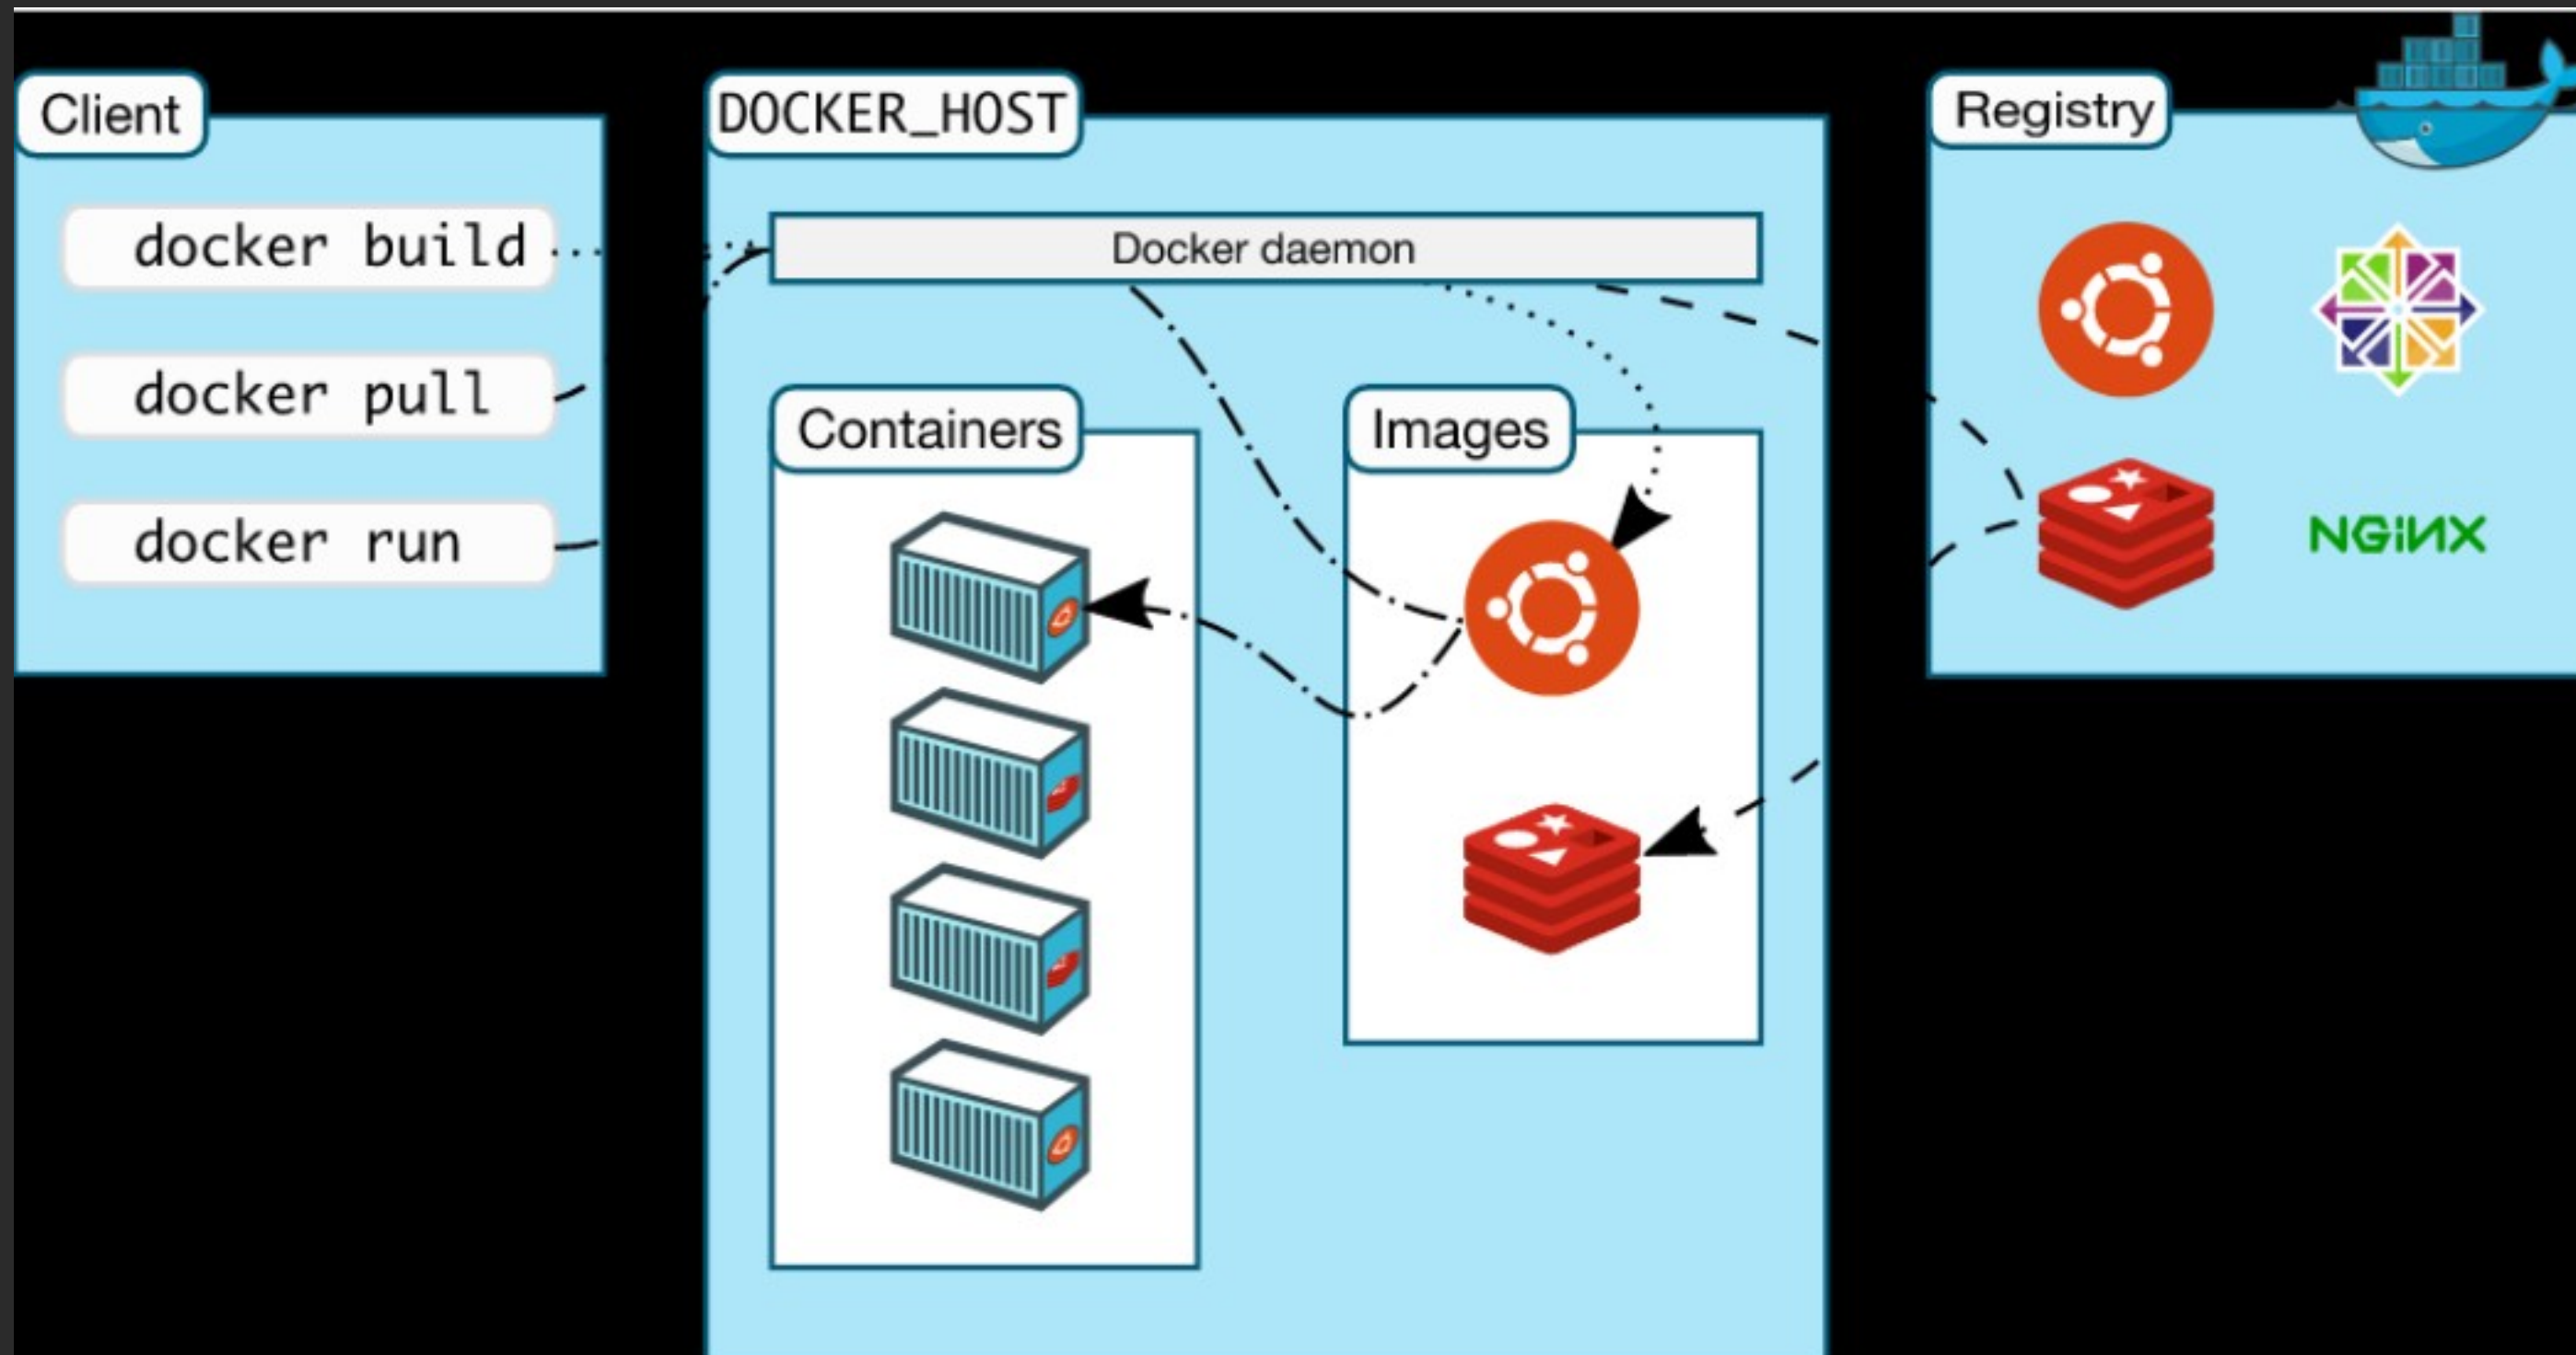 Client
docker build
docker pull
docker run
DOCKER_HOST
Docker daemon
Containers
Images
Registry
NGiNX